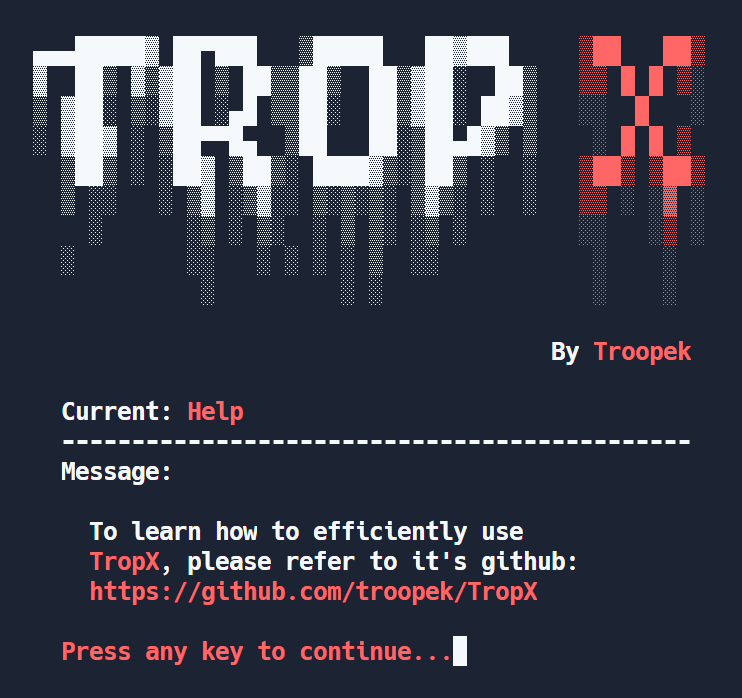 TROP X
By Troopek
Current: Help
---------------------------------------------
Message:
To learn how to efficiently use
TropX, please refer to it's github:
https://github.com/troopek/TropX
Press any key to continue...